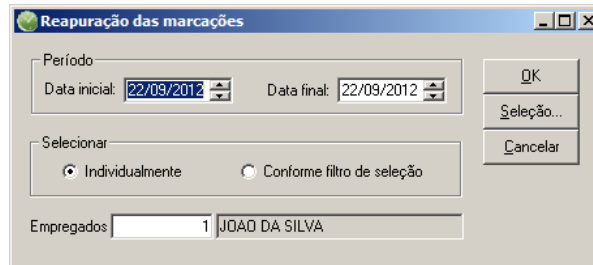 Reapuração das marcações
Período
Data inicial: 22/09/2012 Data final: 22/09/2012
OK
Seleção...
Cancelar
Selecionar
Individualmente Conforme filtro de seleção
Empregados 1 JOAO DA SILVA